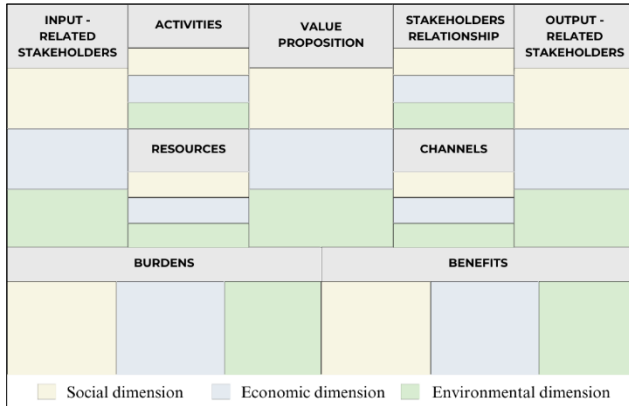 INPUT -
RELATED
STAKEHOLDERS
ACTIVITIES
VALUE
PROPOSITION
STAKEHOLDERS
RELATIONSHIP
OUTPUT -
RELATED
STAKEHOLDERS
RESOURCES
CHANNELS
BURDENS
BENEFITS
Social dimension
Economic dimension
Environmental dimension